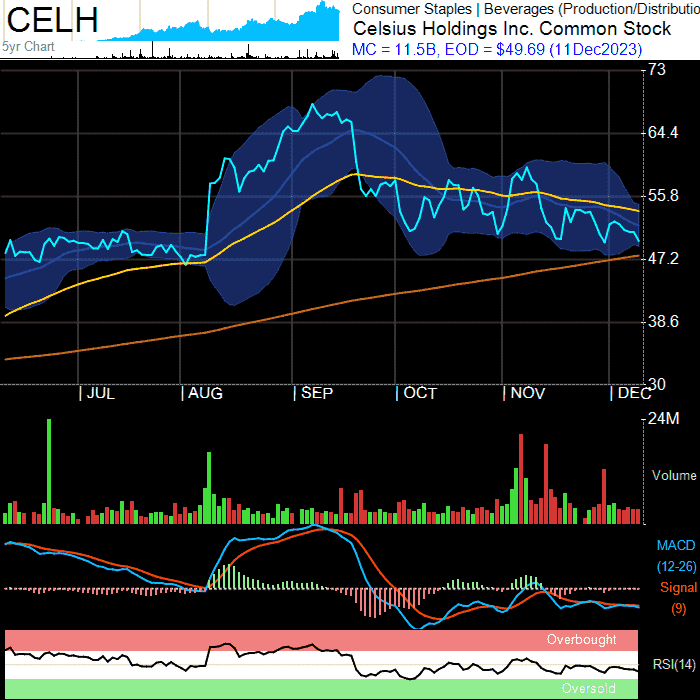 CELH
5yr Chart
Consumer Staples | Beverages (Production/Distributio
Celsius Holdings Inc. Common Stock
MC = 11.5B, EOD = $49.69 (11Dec2023)
73
64.4
55.8
47.2
38.6
30
JUL
AUG
SEP
OCT
NOV
DEC
24M
Volume
MACD
(12-26)
Signal
(9)
Overbought
RSI(14)
Oversold